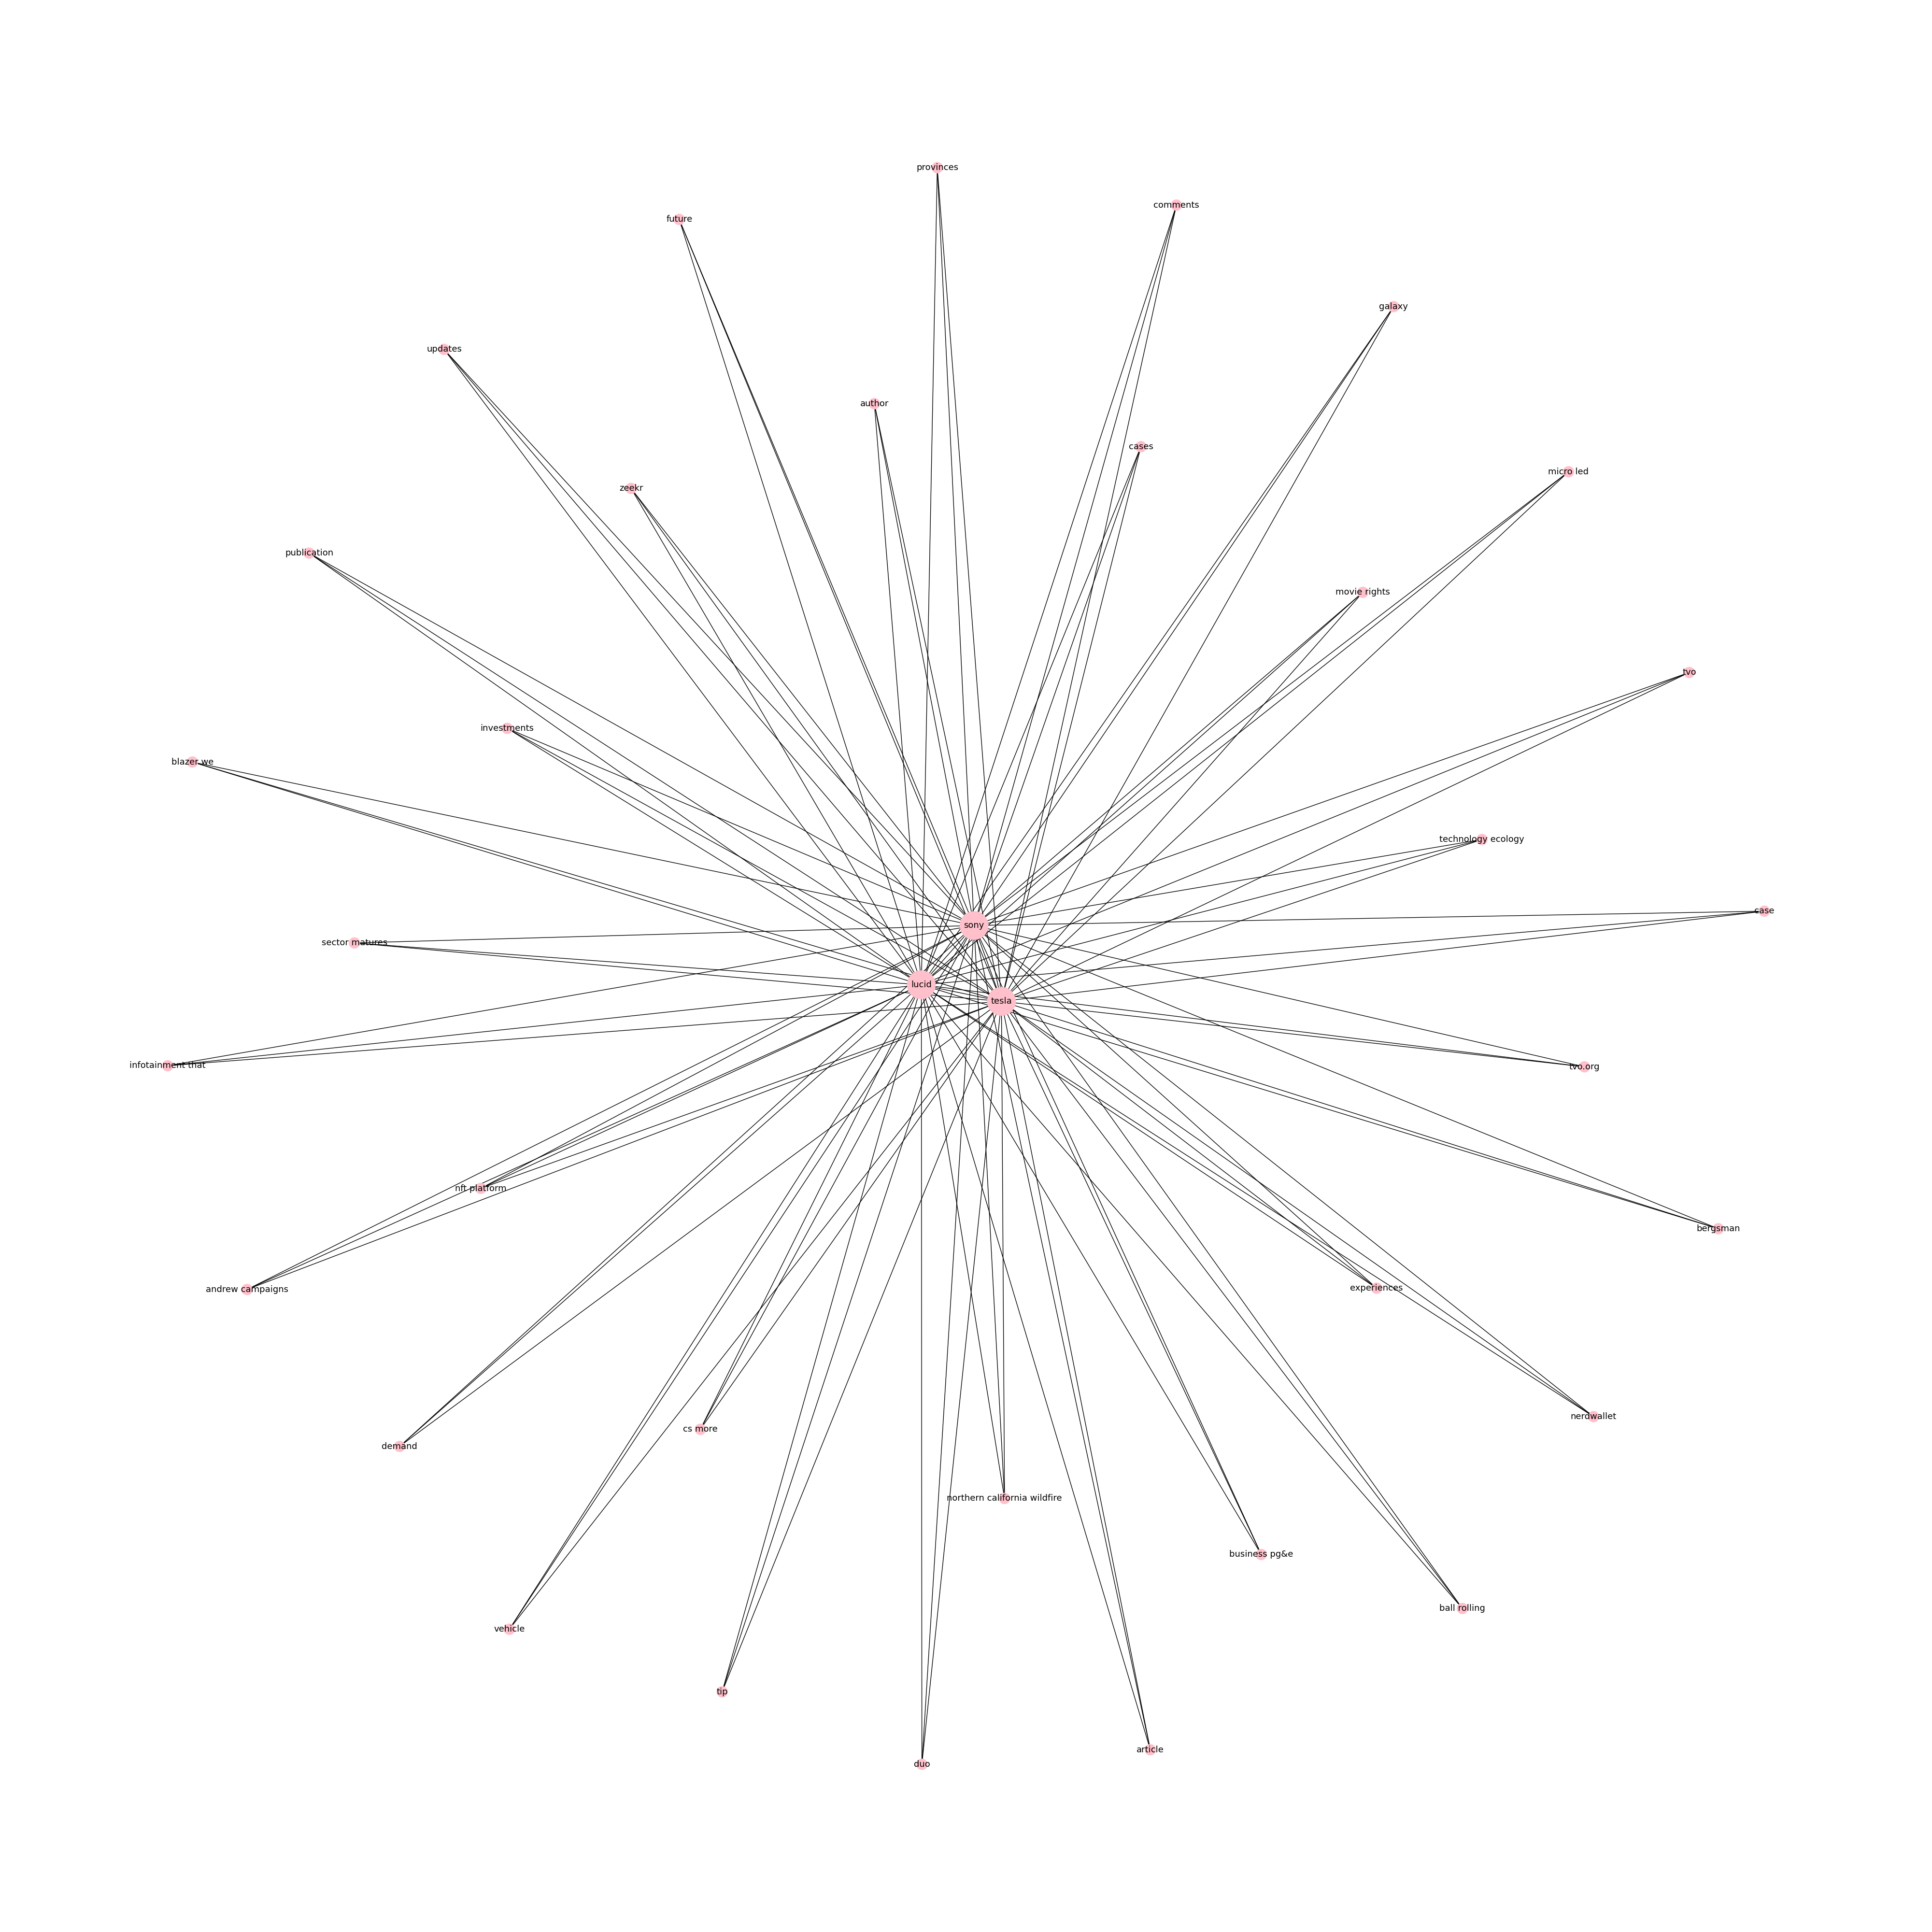 provinces
comments
future
galaxy
updates
author
cases
micro led
zeekr
publication
movie rights
tvo
investments
blazer we
technology ecology
case
sony
sector matures
lucid
tesla
infotainment that
tvo.org
nft platform
bergsman
andrew campaigns
experiences
nerdwallet
cs more
demand
northern california wildfire
business pg&e
ball rolling
vehicle
tip
article
duo